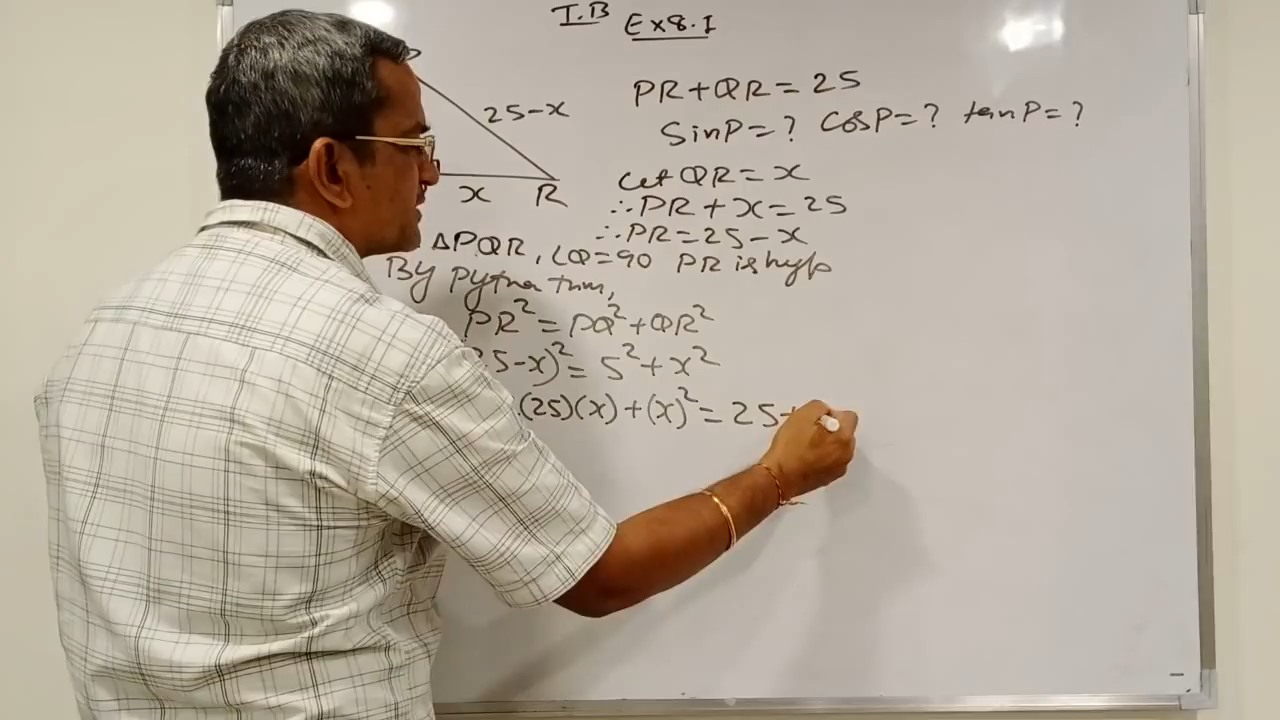 I.B Ex8.1
PR+QR=25
SinP=? CosP=? tanP=?
25-x
x R
Let QR=x
∴PR+x=25
∴PR=25-x
ΔPQR, ∠Q=90 PR is hyp
By Pytha thm,
PR²=PQ²+QR²
5-x)²=5²+x²
(25)(x)+(x)²=25+